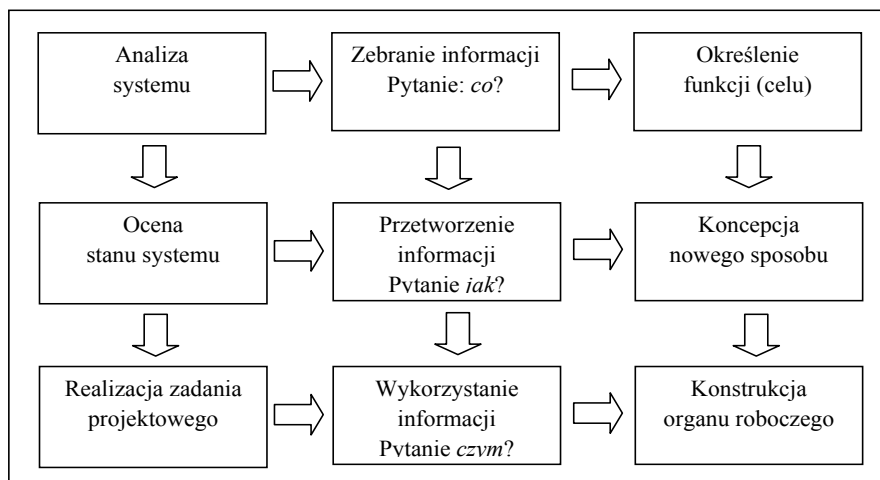 Analiza
systemu
Zebranie informacji
Pytanie: co?
Określenie
funkcji (celu)
Ocena
stanu systemu
Przetworzenie
informacji
Pytanie jak?
Koncepcja
nowego sposobu
Realizacja zadania
projektowego
Wykorzystanie
informacji
Pytanie czym?
Konstrukcja
organu roboczego